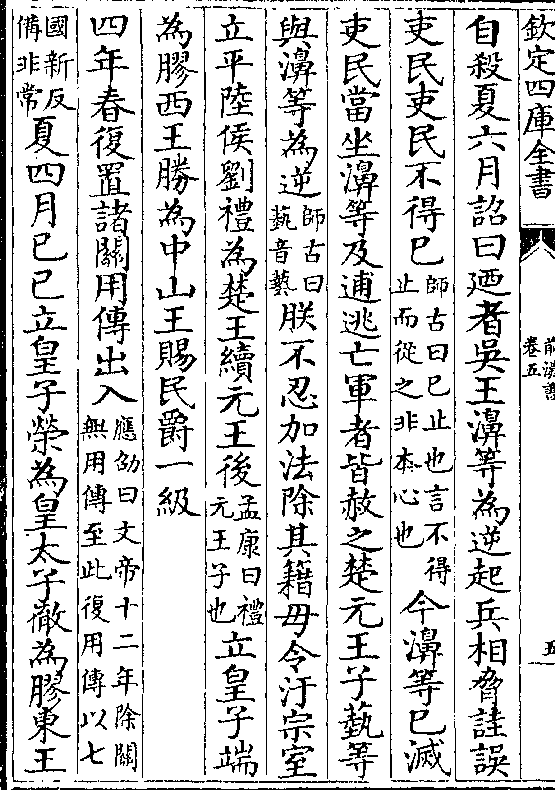 欽定四庫全書
前漢書
卷五
五
自殺夏六月詔曰廼者吳王濞等為逆起兵相脅詿誤
吏民吏民不得已師古曰已止也言不得止而從之非本心也今濞等已滅
吏民當坐濞等及逋逃亡軍者皆赦之楚元王子蓺等
與濞等為逆師古曰蓺音藝朕不忍加法除其籍毋令汙宗室
立平陸侯劉禮為楚王續元王後孟康曰禮元王子也立皇子端
為膠西王勝為中山王賜民爵一級
四年春復置諸關用傳出入應劭曰文帝十二年除關無用傳至此復用傳以七
國新反備非常夏四月已已立皇子榮為皇太子徹為膠東王